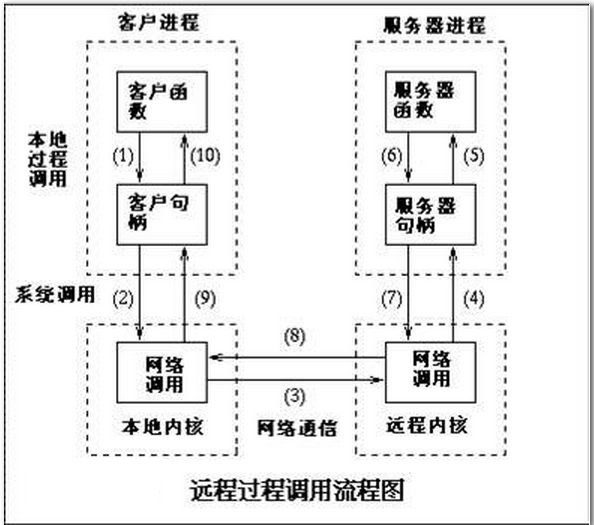 客户进程
服务器进程
客户函
数
服务器
函数
本地
过程
调用
(1)
(10)
(6)
(5)
客户句
柄
服务器
句柄
系统调用
(2)
(9)
(7)
(4)
(8)
网络
调用
网络
调用
(3)
本地内核
网络通信
远程内核
远程过程调用流程图